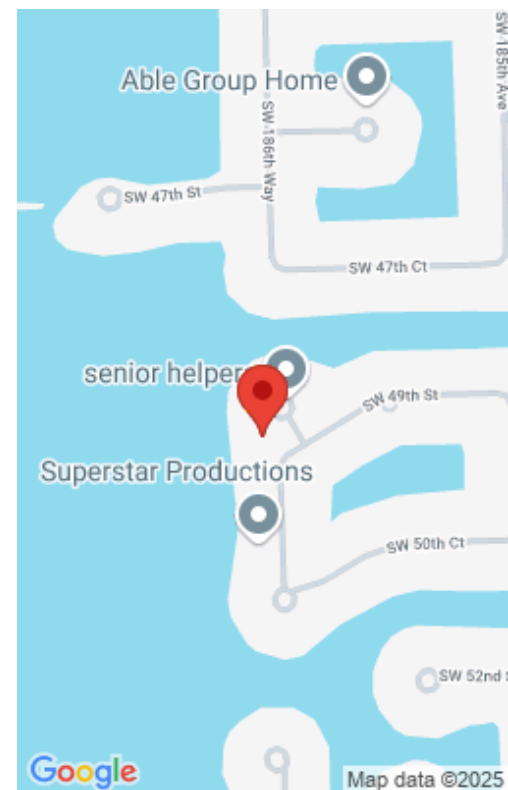 SW 185th Ave
Able Group Home
SW 186th Way
SW 47th St
SW 47th Ct
senior helpers
SW 49th St
Superstar Productions
SW 50th Ct
SW 52nd
Google
Map data ©2025